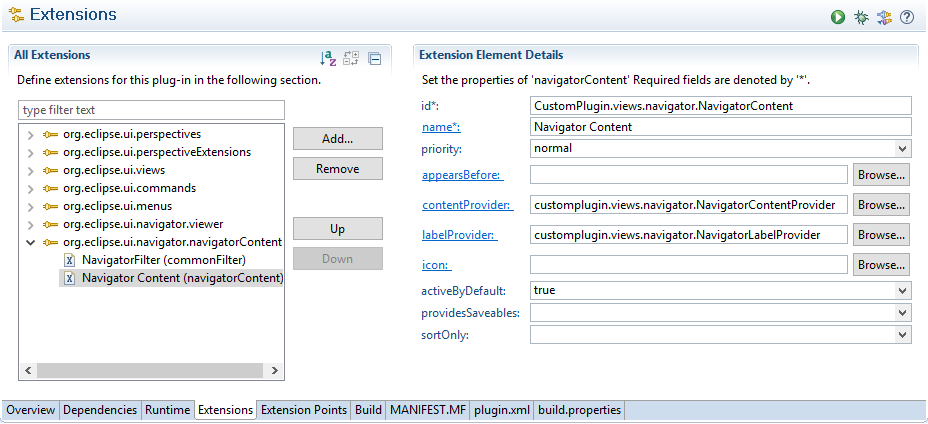 Extensions
All Extensions
Define extensions for this plug-in in the following section.
type filter text
org.eclipse.ui.perspectives
org.eclipse.ui.perspectiveExtensions
org.eclipse.ui.views
org.eclipse.ui.commands
org.eclipse.ui.menus
org.eclipse.ui.navigator.viewer
org.eclipse.ui.navigator.navigatorContent
NavigatorFilter (commonFilter)
Navigator Content (navigatorContent)
Add...
Remove
Up
Down
Extension Element Details
Set the properties of 'navigatorContent' Required fields are denoted by '*'.
id*: CustomPlugin.views.navigator.NavigatorContent
name*: Navigator Content
priority: normal
appearsBefore: Browse...
contentProvider: customplugin.views.navigator.NavigatorContentProvider Browse...
labelProvider: customplugin.views.navigator.NavigatorLabelProvider Browse...
icon: Browse...
activeByDefault: true
providesSaveables:
sortOnly:
Overview Dependencies Runtime Extensions Extension Points Build MANIFEST.MF plugin.xml build.properties